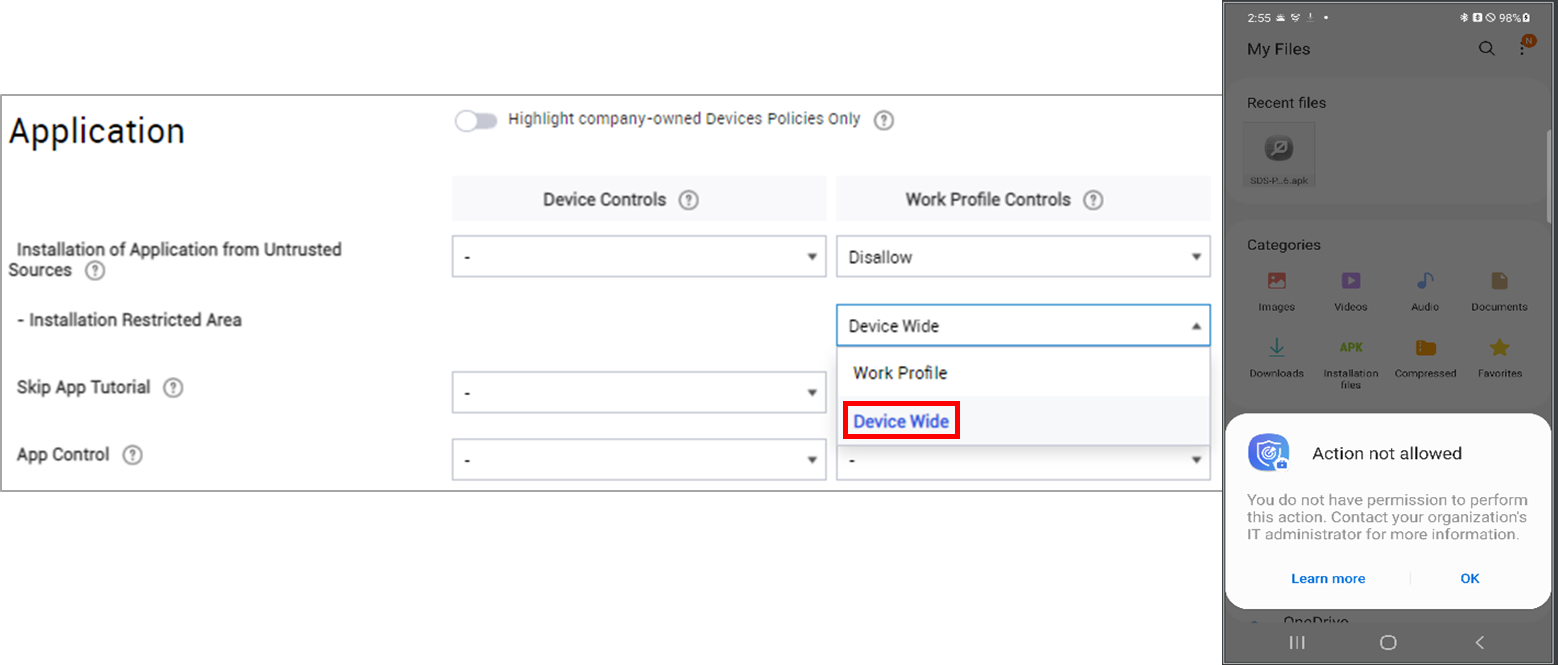 Application
Highlight company-owned Devices Policies Only ?
Device Controls ?
Work Profile Controls ?
Installation of Application from Untrusted
Sources ?
-
Disallow
- Installation Restricted Area
Device Wide
Work Profile
Device Wide
Skip App Tutorial ?
-
App Control ?
-
-
2:55
98%
My Files
N
Recent files
SDS-P...6.apk
Categories
Images
Videos
Audio
Documents
APK
Downloads
Installation
files
Compressed
Favorites
Action not allowed
You do not have permission to perform
this action. Contact your organization's
IT administrator for more information.
Learn more
OK
OneDrive